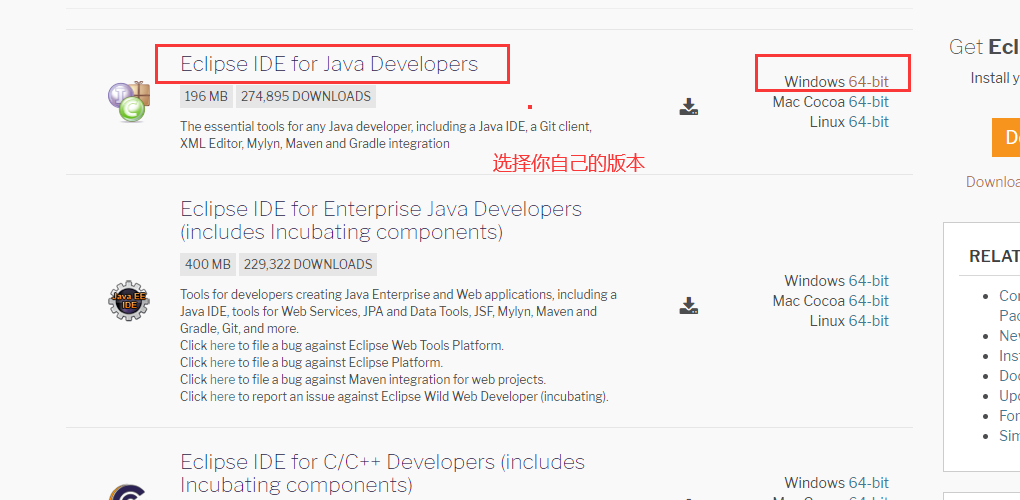 Eclipse IDE for Java Developers
196 MB 274,895 DOWNLOADS
The essential tools for any Java developer, including a Java IDE, a Git client,
XML Editor, Mylyn, Maven and Gradle integration
Windows 64-bit
Mac Cocoa 64-bit
Linux 64-bit
选择你自己的版本
Eclipse IDE for Enterprise Java Developers
(includes Incubating components)
400 MB 229,322 DOWNLOADS
Java EE
IDE
Tools for developers creating Java Enterprise and Web applications, including a
Java IDE, tools for Web Services, JPA and Data Tools, JSF, Mylyn, Maven and
Gradle, Git, and more.
Click here to file a bug against Eclipse Web Tools Platform.
Click here to file a bug against Eclipse Platform.
Click here to file a bug against Maven integration for web projects.
Click here to report an issue against Eclipse Wild Web Developer (incubating).
Windows 64-bit
Mac Cocoa 64-bit
Linux 64-bit
Eclipse IDE for C/C++ Developers (includes
Incubating components)
Windows 64-bit
Mac Cocoa 64-bit
Get Ecl
Install y
D
Downloa
RELAT
Co
Pac
Nev
Inst
Doc
Upd
For
Sim